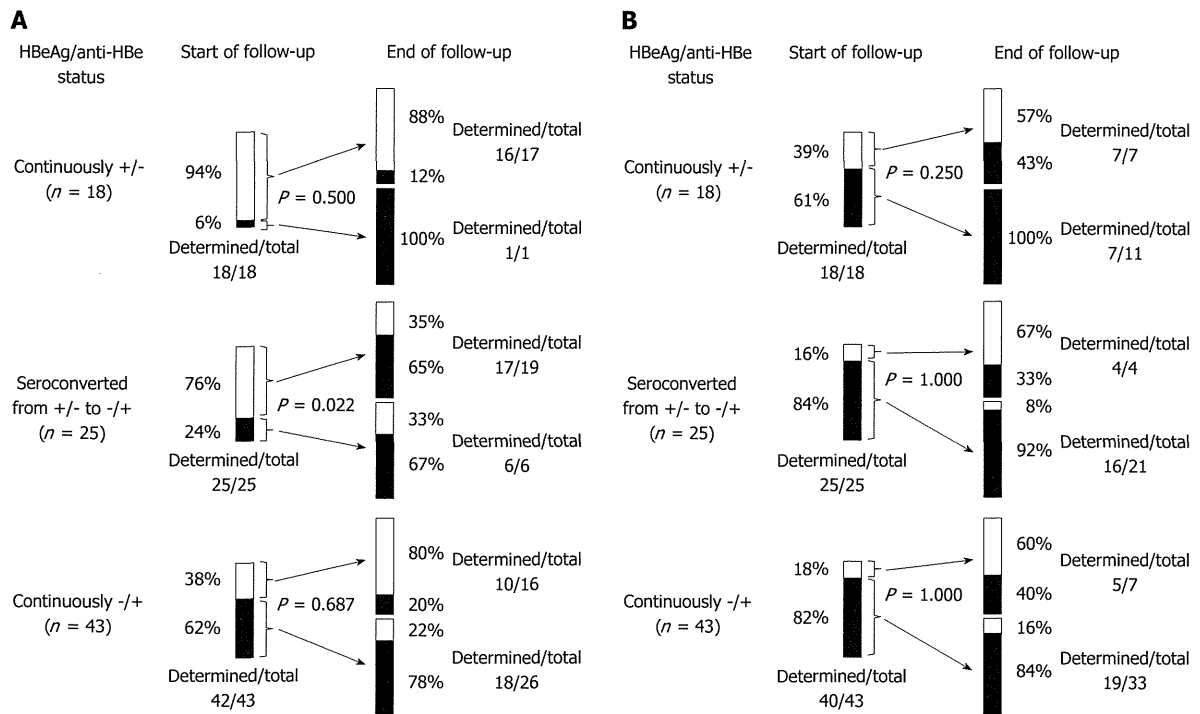 A
HBeAg/anti-HBe
status
Start of follow-up
End of follow-up
Continuously +/-
(n = 18)
94%
6%
P = 0.500
Determined/total
18/18
88%
12%
Determined/total
16/17
100%
Determined/total
1/1
Seroconverted
from +/- to -/+
(n = 25)
76%
24%
P = 0.022
Determined/total
25/25
35%
65%
Determined/total
17/19
33%
67%
Determined/total
6/6
Continuously -/+
(n = 43)
38%
62%
P = 0.687
Determined/total
42/43
80%
20%
Determined/total
10/16
22%
78%
Determined/total
18/26
B
HBeAg/anti-HBe
status
Start of follow-up
End of follow-up
Continuously +/-
(n = 18)
39%
61%
P = 0.250
Determined/total
18/18
57%
43%
Determined/total
7/7
100%
Determined/total
7/11
Seroconverted
from +/- to -/+
(n = 25)
16%
84%
P = 1.000
Determined/total
25/25
67%
33%
Determined/total
4/4
8%
92%
Determined/total
16/21
Continuously -/+
(n = 43)
18%
82%
P = 1.000
Determined/total
40/43
60%
40%
Determined/total
5/7
16%
84%
Determined/total
19/33